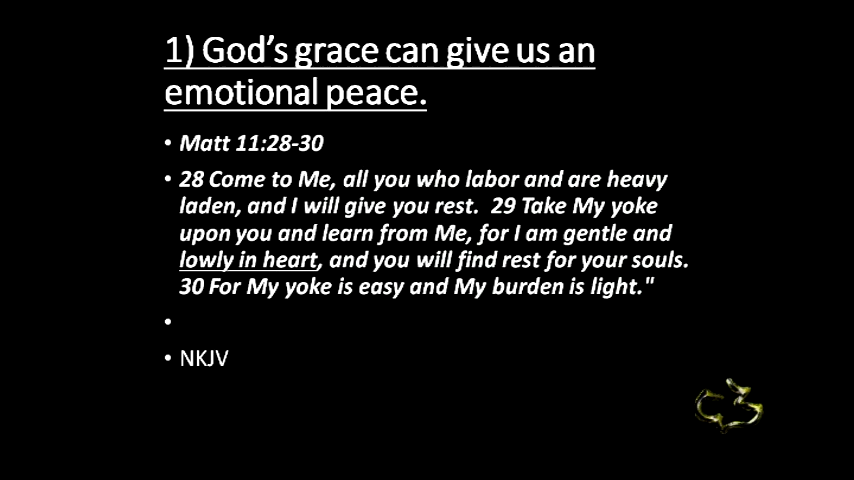 1) God’s grace can give us an
emotional peace.
• Matt 11:28-30
• 28 Come to Me, all you who labor and are heavy
laden, and I will give you rest.  29 Take My yoke
upon you and learn from Me, for I am gentle and
lowly in heart, and you will find rest for your souls.
30 For My yoke is easy and My burden is light."
•
• NKJV
C3